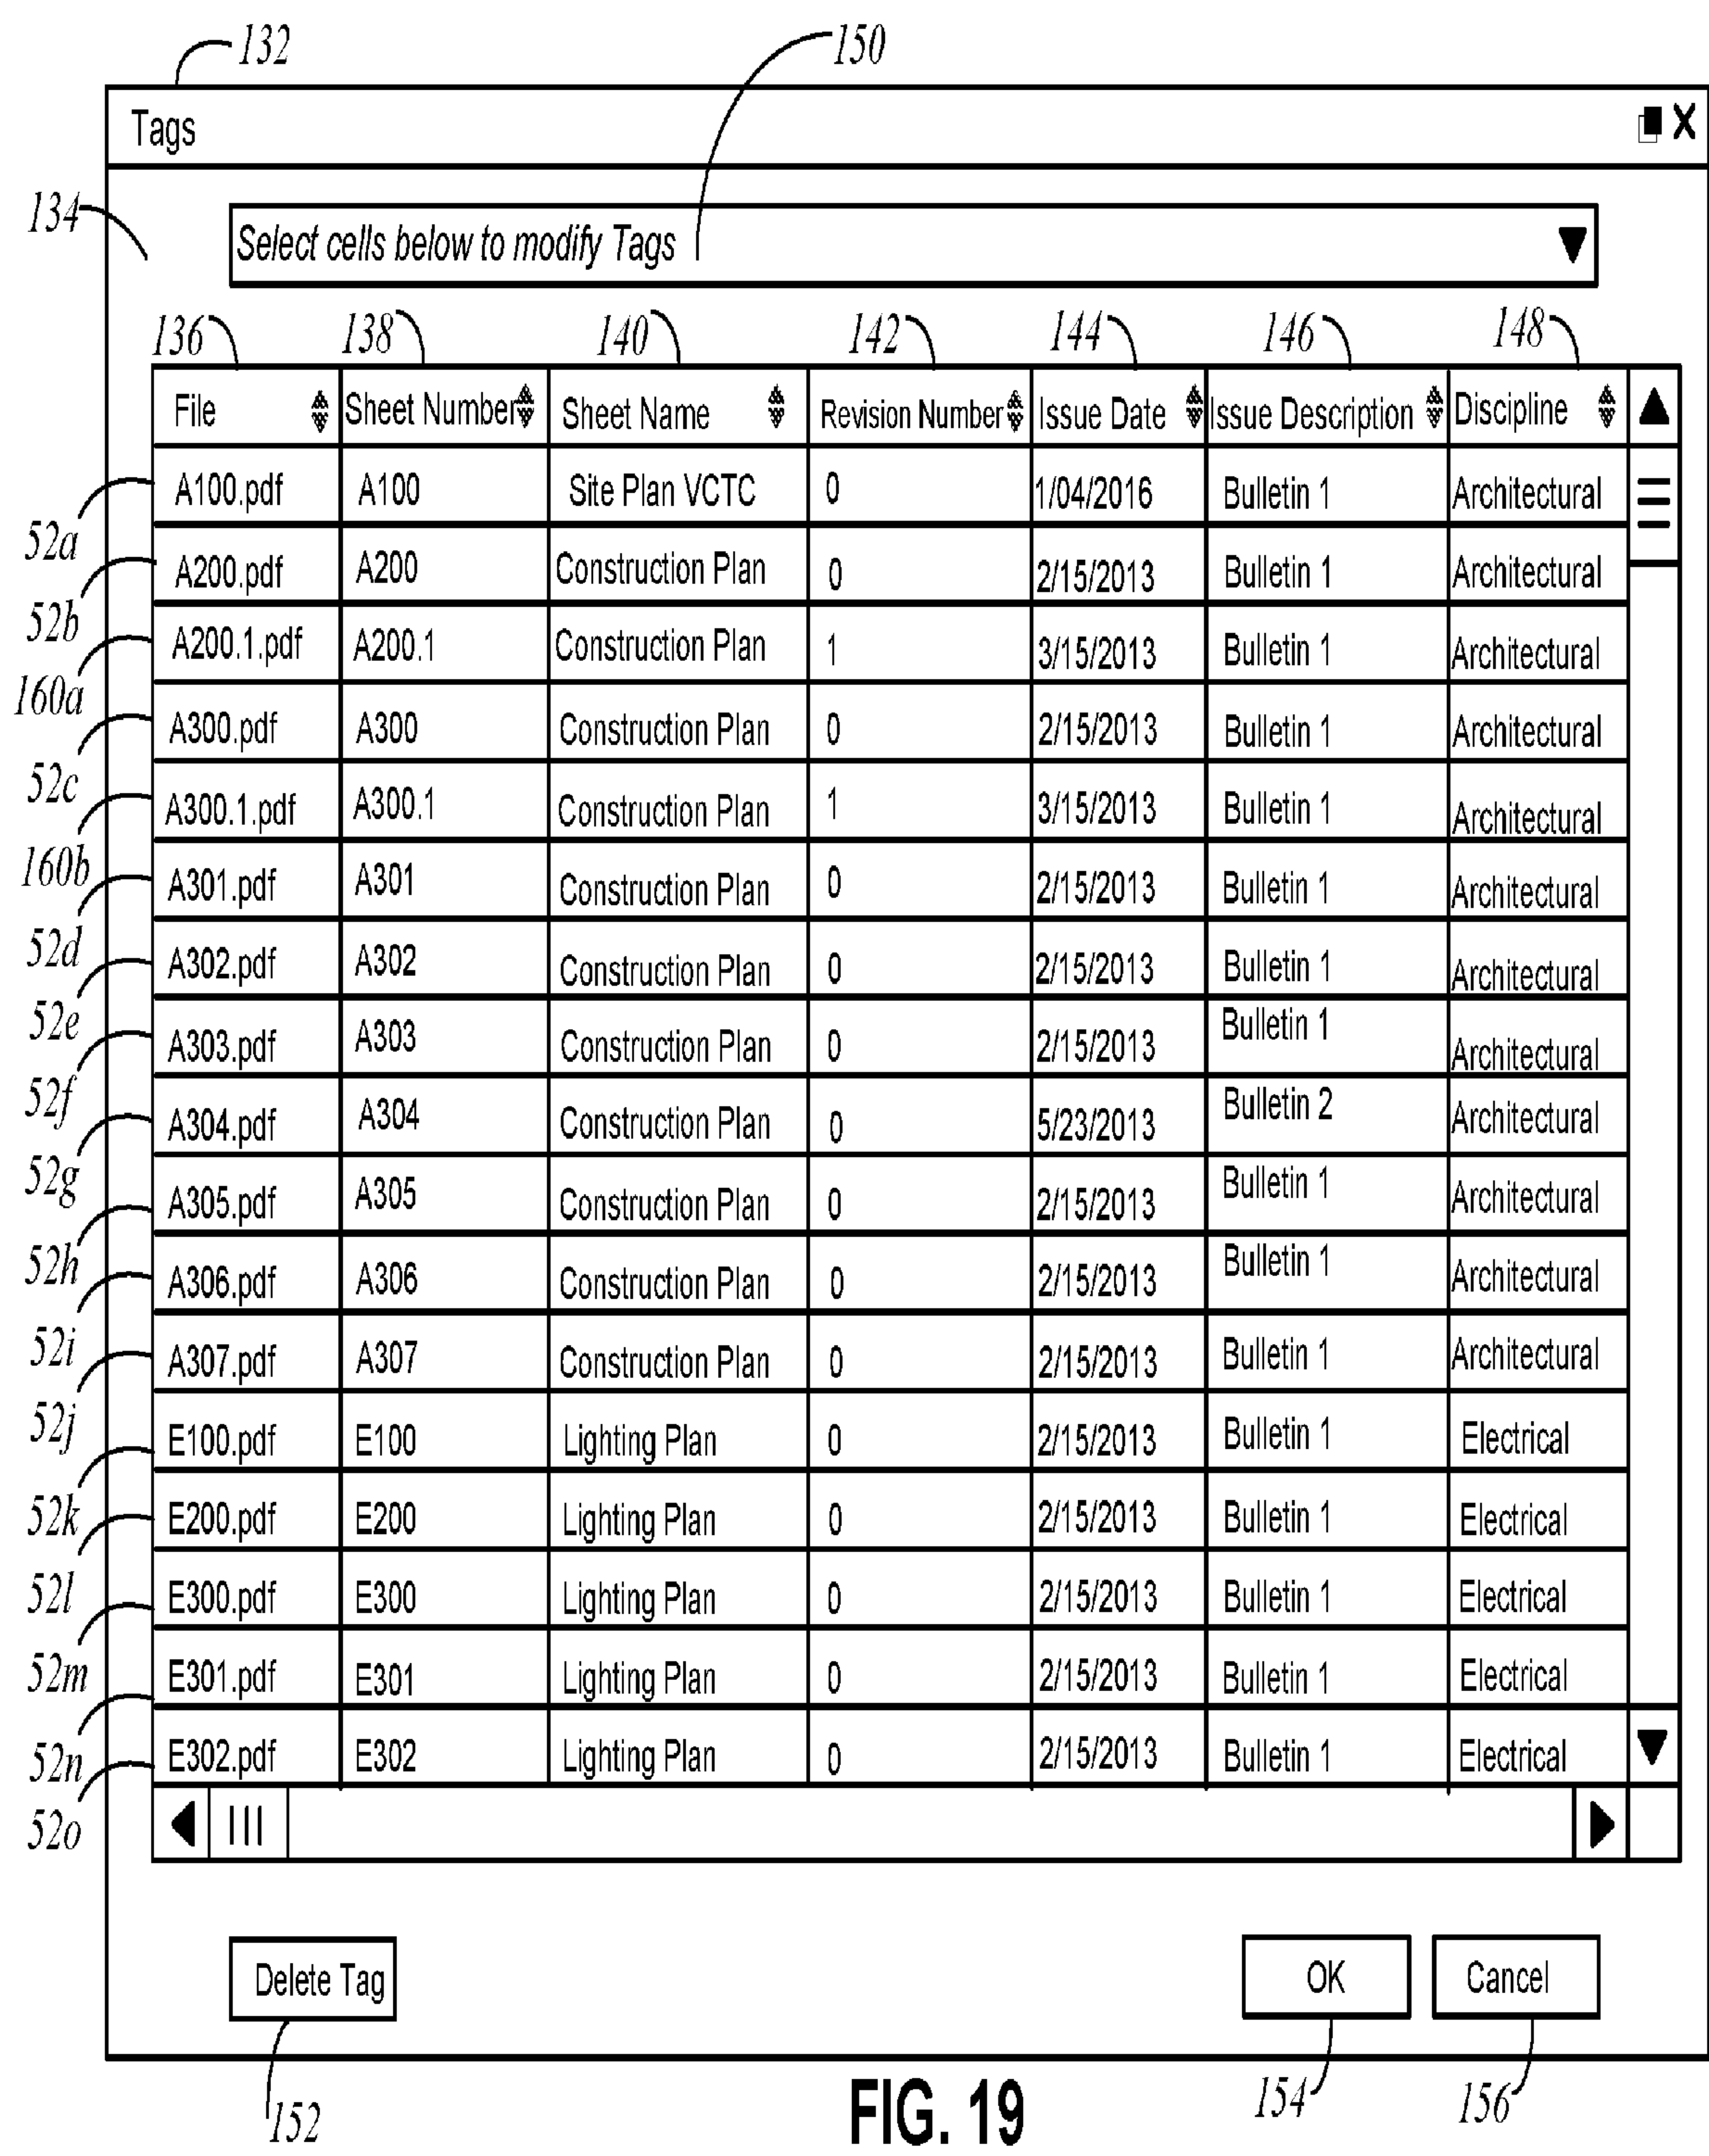 132
150
Tags
X
134
Select cells below to modify Tags
136 138 140 142 144 146 148
File Sheet Number Sheet Name Revision Number Issue Date Issue Description Discipline
52a A100.pdf A100 Site Plan VCTC 0 1/04/2016 Bulletin 1 Architectural
52b A200.pdf A200 Construction Plan 0 2/15/2013 Bulletin 1 Architectural
160a A200.1.pdf A200.1 Construction Plan 1 3/15/2013 Bulletin 1 Architectural
52c A300.pdf A300 Construction Plan 0 2/15/2013 Bulletin 1 Architectural
160b A300.1.pdf A300.1 Construction Plan 1 3/15/2013 Bulletin 1 Architectural
52d A301.pdf A301 Construction Plan 0 2/15/2013 Bulletin 1 Architectural
52e A302.pdf A302 Construction Plan 0 2/15/2013 Bulletin 1 Architectural
52f A303.pdf A303 Construction Plan 0 2/15/2013 Bulletin 1 Architectural
52g A304.pdf A304 Construction Plan 0 5/23/2013 Bulletin 2 Architectural
52h A305.pdf A305 Construction Plan 0 2/15/2013 Bulletin 1 Architectural
52i A306.pdf A306 Construction Plan 0 2/15/2013 Bulletin 1 Architectural
52j A307.pdf A307 Construction Plan 0 2/15/2013 Bulletin 1 Architectural
52k E100.pdf E100 Lighting Plan 0 2/15/2013 Bulletin 1 Electrical
52l E200.pdf E200 Lighting Plan 0 2/15/2013 Bulletin 1 Electrical
52m E300.pdf E300 Lighting Plan 0 2/15/2013 Bulletin 1 Electrical
52n E301.pdf E301 Lighting Plan 0 2/15/2013 Bulletin 1 Electrical
52o E302.pdf E302 Lighting Plan 0 2/15/2013 Bulletin 1 Electrical
Delete Tag OK Cancel
152 154 156
FIG. 19